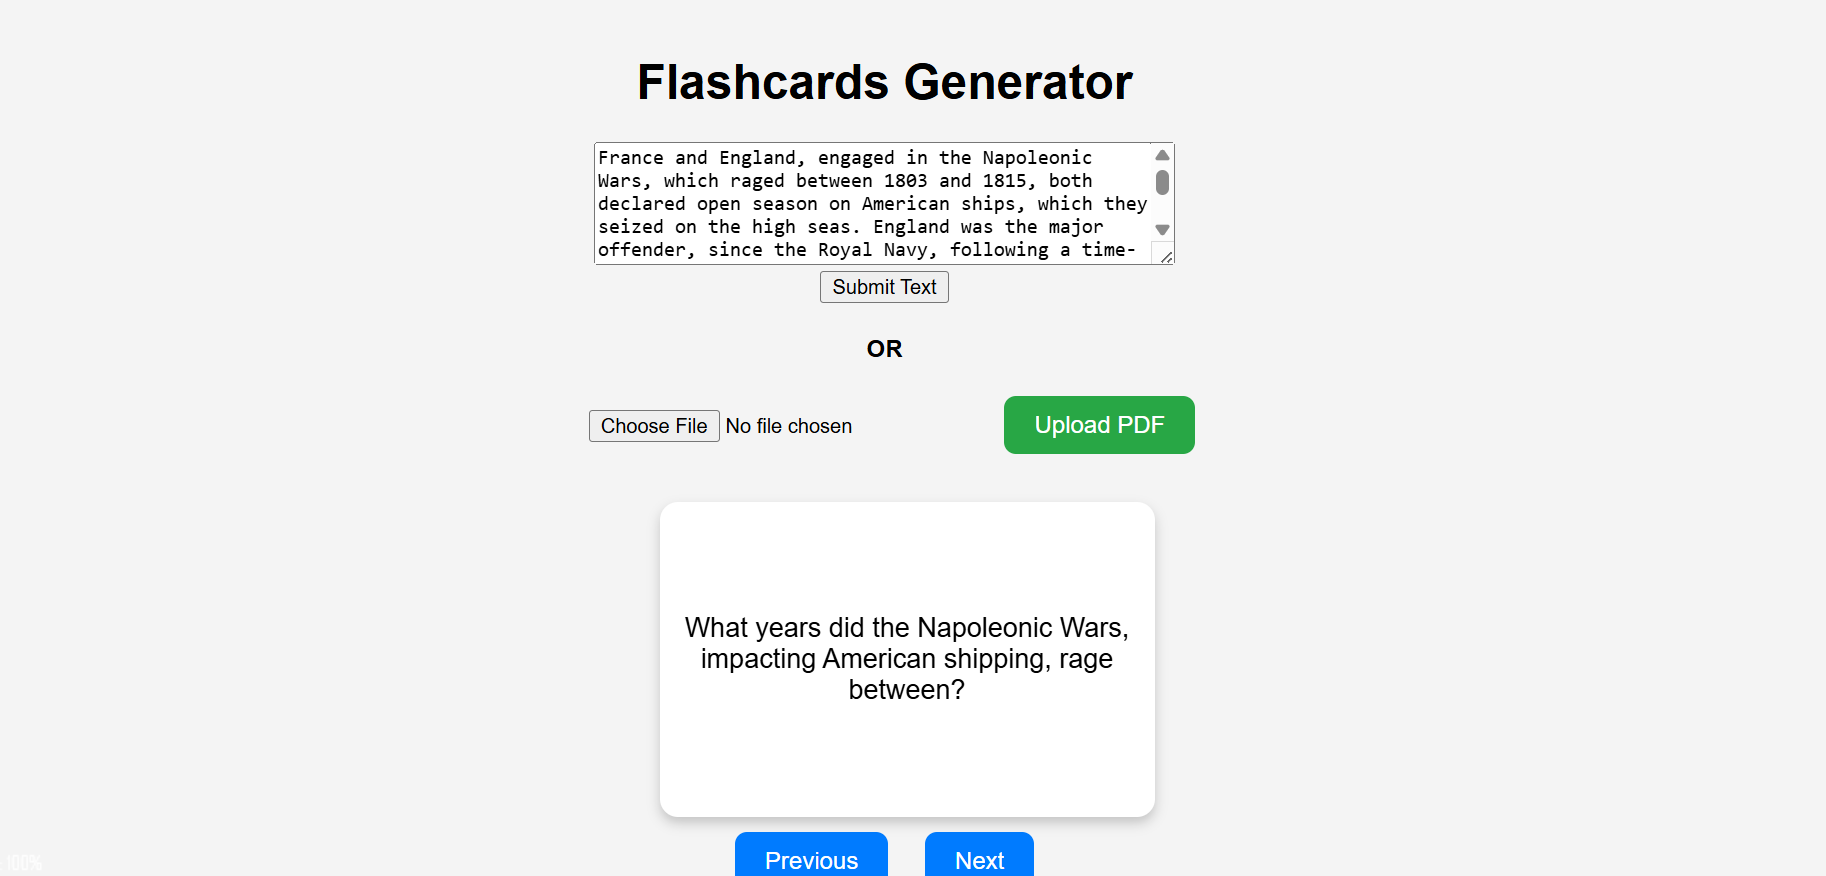 Flashcards Generator
France and England, engaged in the Napoleonic
Wars, which raged between 1803 and 1815, both
declared open season on American ships, which they
seized on the high seas. England was the major
offender, since the Royal Navy, following a time-
Submit Text
OR
Choose File No file chosen
Upload PDF
What years did the Napoleonic Wars,
impacting American shipping, rage
between?
Previous
Next
100%